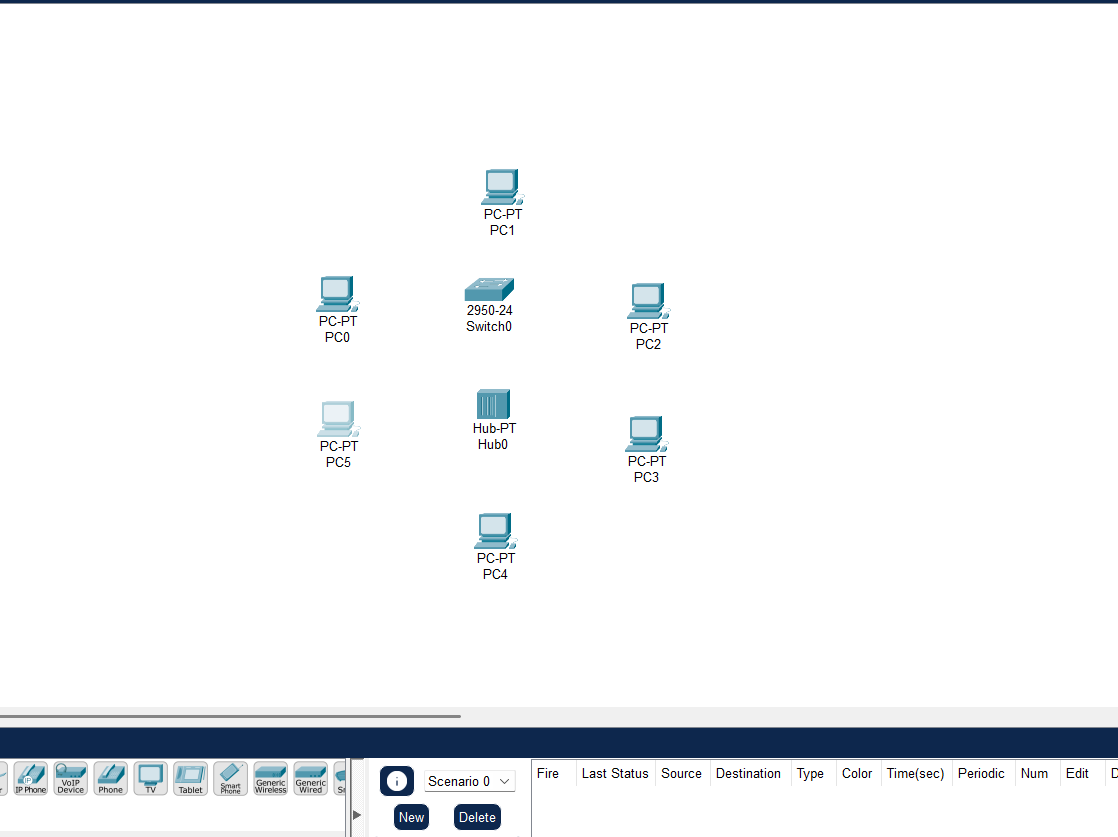 PC-PT
PC1
PC-PT
PC0
2950-24
Switch0
PC-PT
PC2
PC-PT
PC5
Hub-PT
Hub0
PC-PT
PC3
PC-PT
PC4
IP Phone
VoIP
Device
Phone
TV
Tablet
Smart
Phone
Generic
Wireless
Generic
Wired
Scenario 0
New
Delete
Fire Last Status Source Destination Type Color Time(sec) Periodic Num Edit